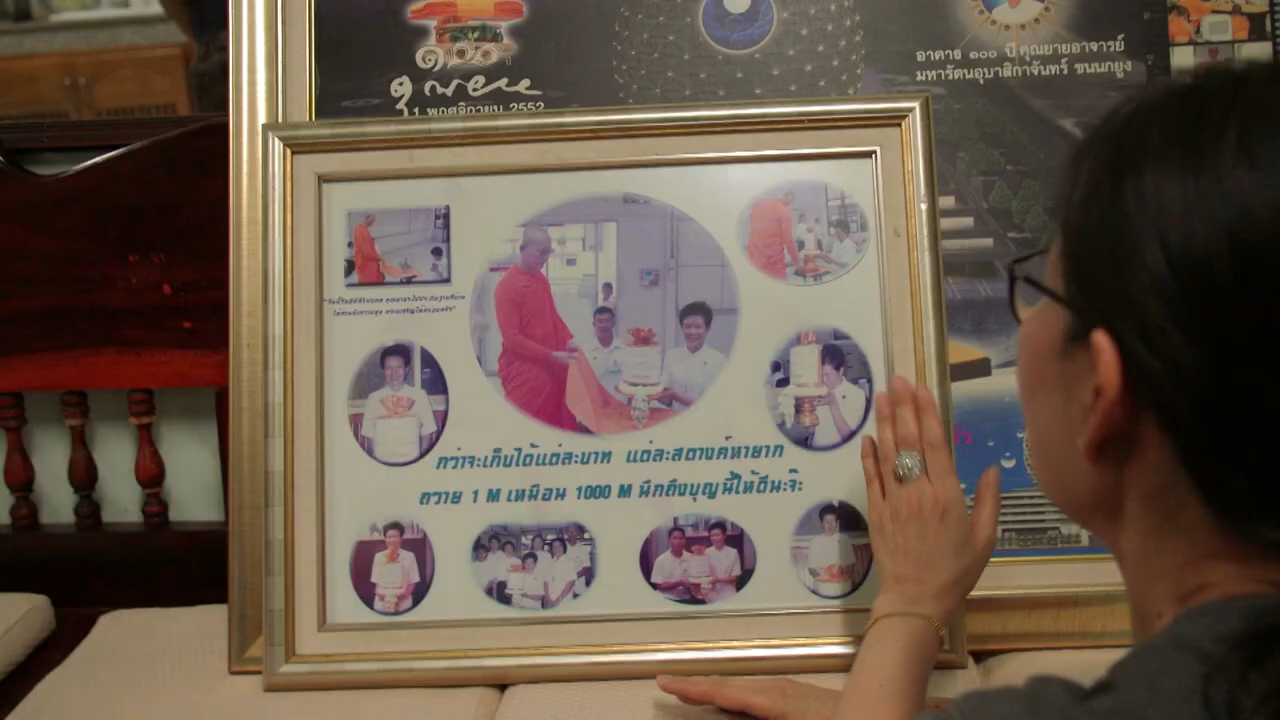 ๑๐๐
1 พฤศจิกายน 2552
อาคาร ๑๐๐ ปี คุณยายอาจารย์
มหารัตนอุบาสิกาจันทร์ ขนนกยูง
กว่าจะเก็บได้แต่ละบาท แต่ละสตางค์หายาก
ถวาย 1 M เหมือน 1000 M นึกถึงบุญนี้ให้ดีนะจ๊ะ